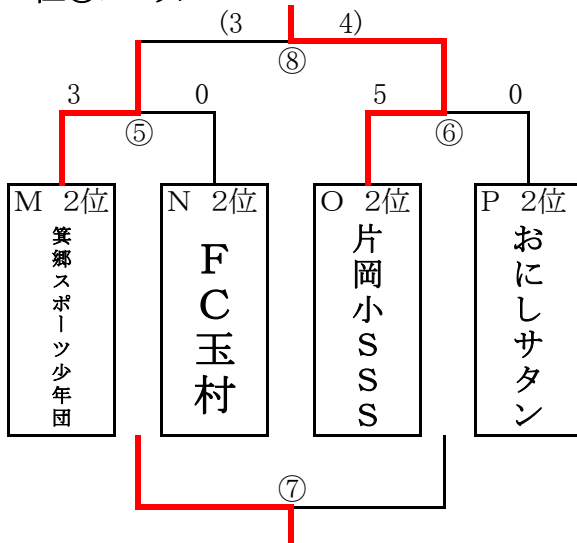 (3 4)
⑧
3 0 5 0
⑤ ⑥
M 2位
箕郷スポーツ少年団
N 2位
FC玉村
O 2位
片岡小SSS
P 2位
おにしサタン
⑦